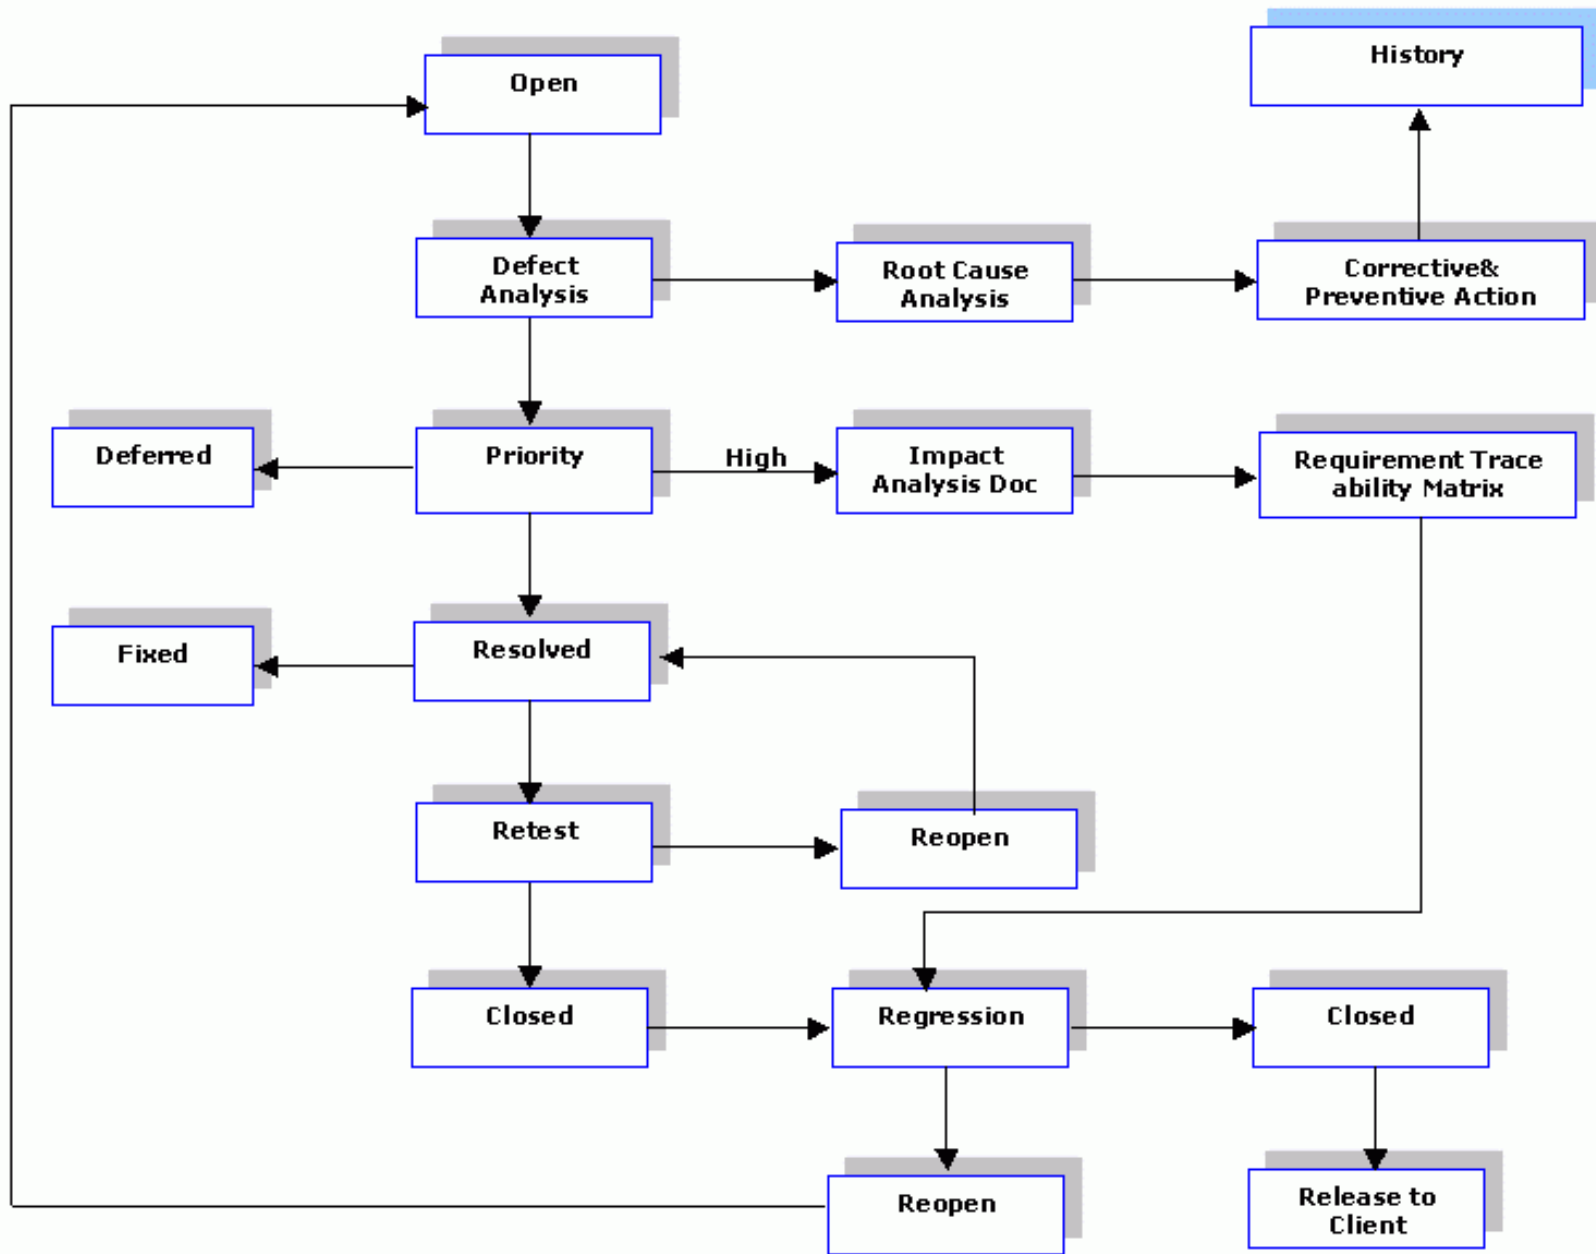 Open
History
Defect
Analysis
Root Cause
Analysis
Corrective&
Preventive Action
Deferred
Priority
High
Impact
Analysis Doc
Requirement Trace
ability Matrix
Fixed
Resolved
Retest
Reopen
Closed
Regression
Closed
Reopen
Release to
Client